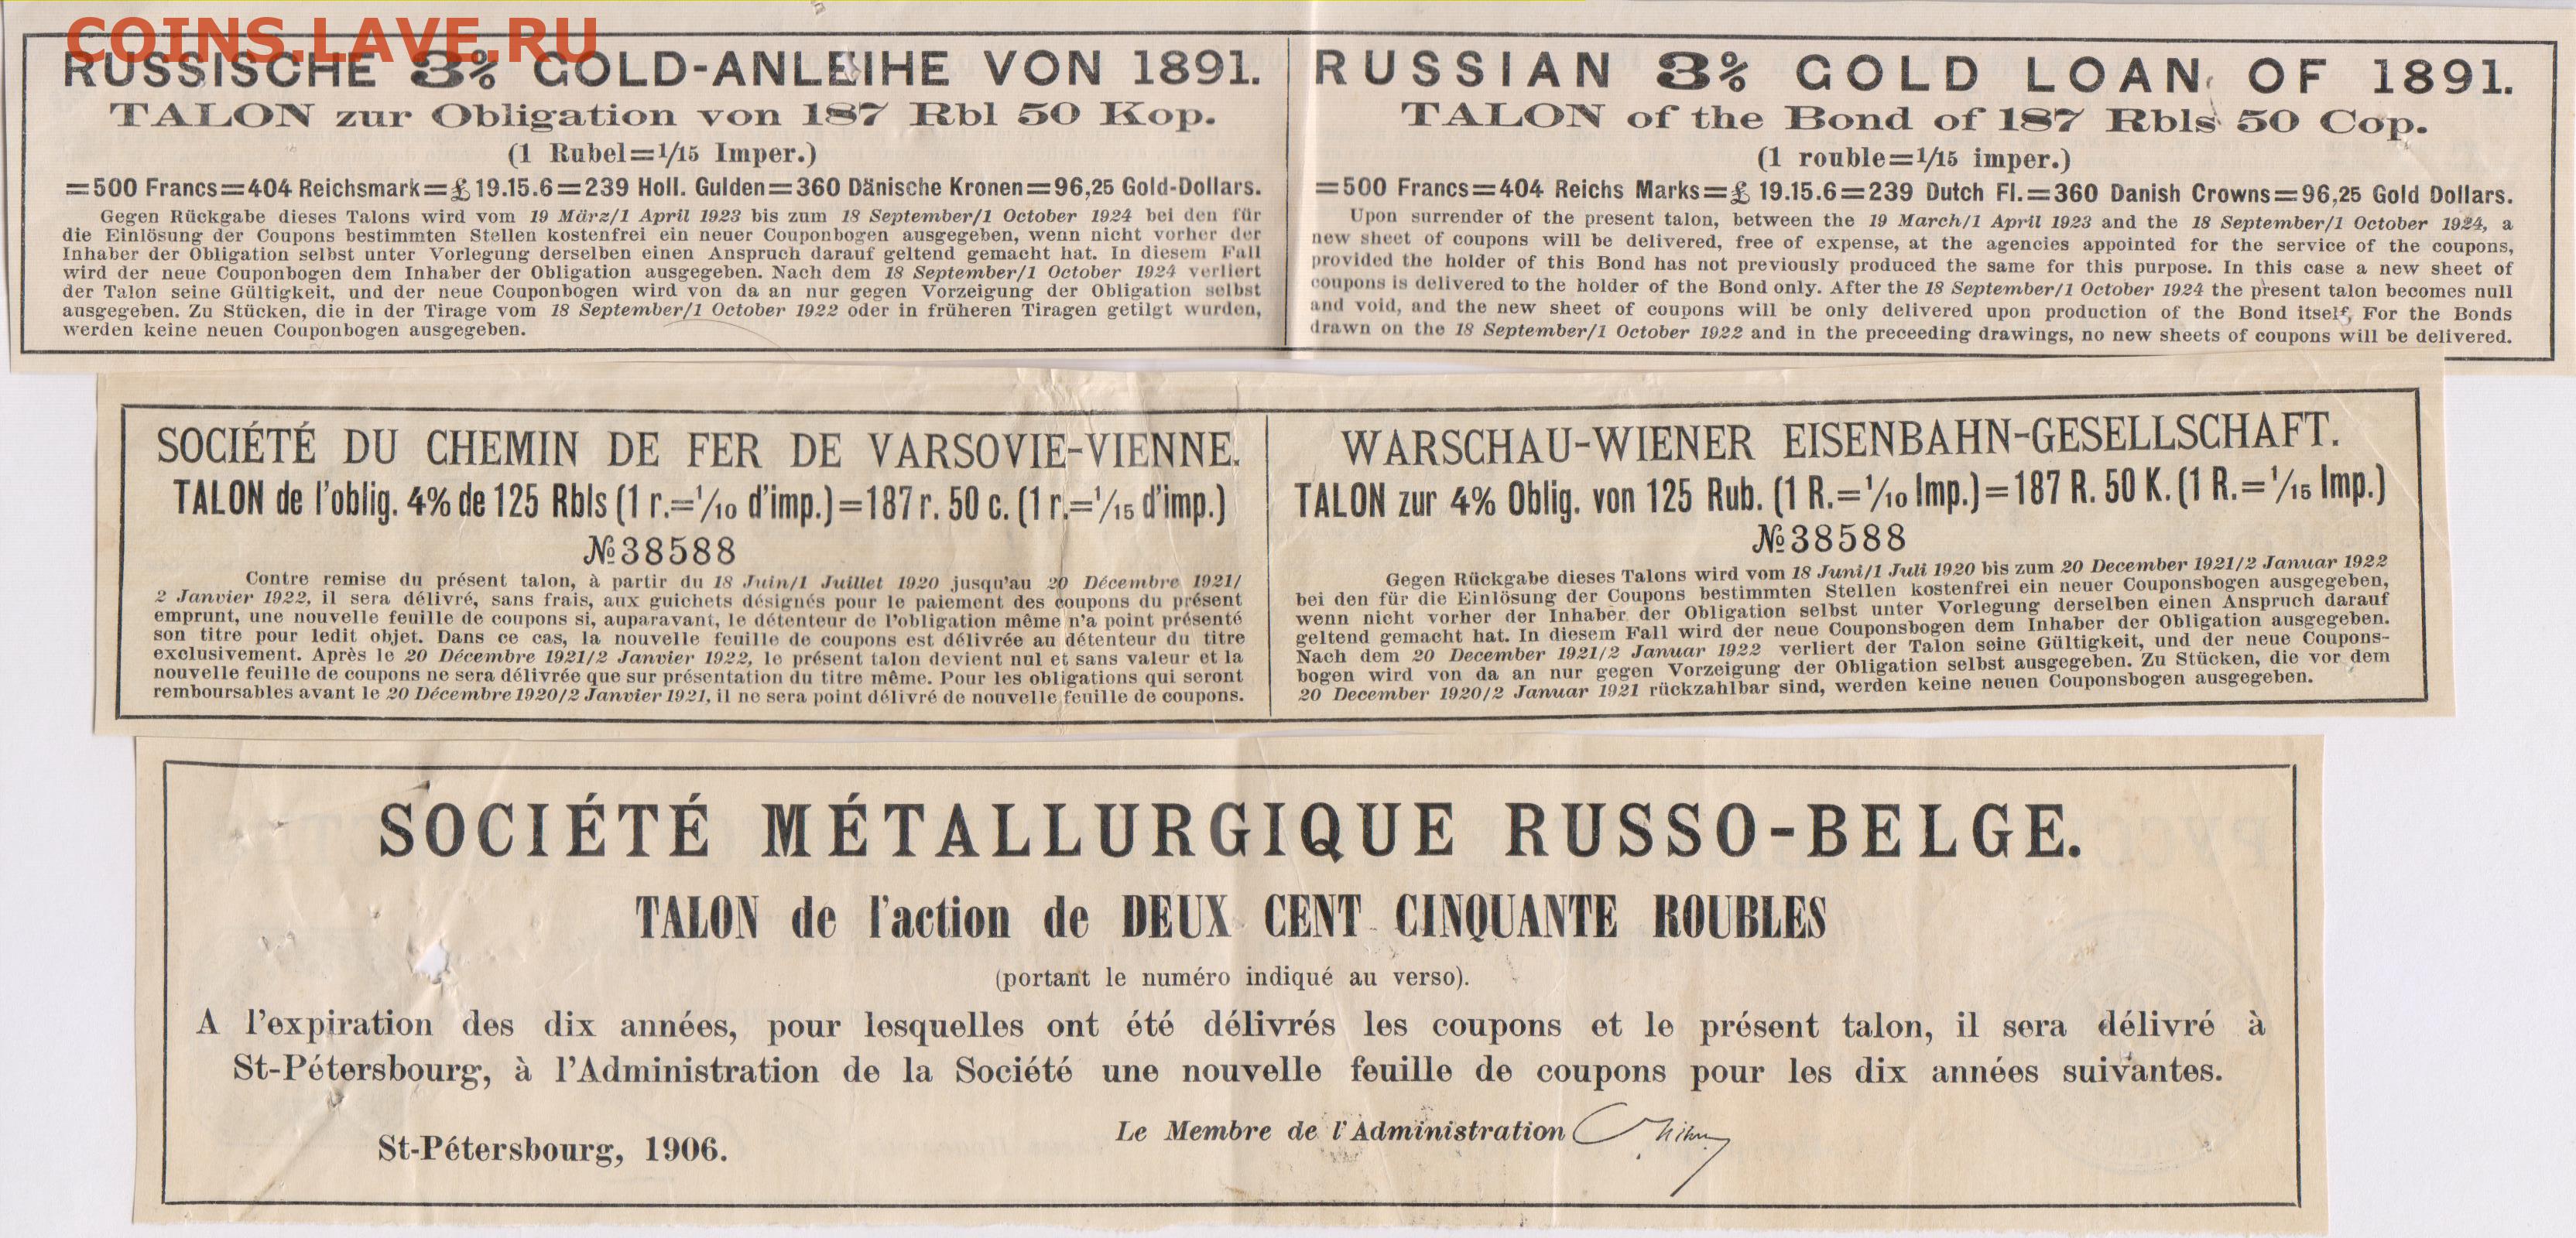 COINS.LAVE.RU
RUSSISCHE 3% GOLD-ANLEIHE VON 1891.
TALON zur Obligation von 187 Rbl 50 Kop.
(1 Rubel=1/15 Imper.)
=500 Francs=404 Reichsmark=£ 19.15.6=239 Holl. Gulden=360 Dänische Kronen=96,25 Gold-Dollars.
Gegen Rückgabe dieses Talons wird vom 19 März/1 April 1923 bis zum 18 September/1 October 1924 bei den für
die Einlösung der Coupons bestimmten Stellen kostenfrei ein neuer Couponbogen ausgegeben, wenn nicht vorher der
Inhaber der Obligation selbst unter Vorlegung derselben einen Anspruch darauf geltend gemacht hat. In diesem Fall
wird der neue Couponbogen dem Inhaber der Obligation ausgegeben. Nach dem 18 September/1 October 1924 verliert
der Talon seine Gültigkeit, und der neue Couponbogen wird von da an nur gegen Vorzeigung der Obligation selbst
ausgegeben. Zu Stücken, die in der Tirage vom 18 September/1 October 1922 oder in früheren Tiragen getilgt wurden,
werden keine neuen Couponbogen ausgegeben.
RUSSIAN 3% GOLD LOAN OF 1891.
TALON of the Bond of 187 Rbls 50 Cop.
(1 rouble=1/15 imper.)
=500 Francs=404 Reichs Marks=£ 19.15.6=239 Dutch Fl.=360 Danish Crowns=96,25 Gold Dollars.
Upon surrender of the present talon, between the 19 March/1 April 1923 and the 18 September/1 October 1924, a
new sheet of coupons will be delivered, free of expense, at the agencies appointed for the service of the coupons,
provided the holder of this Bond has not previously produced the same for this purpose. In this case a new sheet of
coupons is delivered to the holder of the Bond only. After the 18 September/1 October 1924 the present talon becomes null
and void, and the new sheet of coupons will be only delivered upon production of the Bond itself, For the Bonds
drawn on the 18 September/1 October 1922 and in the preceeding drawings, no new sheets of coupons will be delivered.
SOCIÉTÉ DU CHEMIN DE FER DE VARSOVIE-VIENNE.
TALON de l'oblig. 4% de 125 Rbls (1 r.=1/10 d'imp.)=187 r. 50 c. (1 r.=1/15 d'imp.)
№ 38588
Contre remise du présent talon, à partir du 18 Juin/1 Juillet 1920 jusqu'au 20 Décembre 1921/
2 Janvier 1922, il sera délivré, sans frais, aux guichets désignés pour le paiement des coupons du présent
emprunt, une nouvelle feuille de coupons si, auparavant, le détenteur de l'obligation même n'a point présenté
son titre pour ledit objet. Dans ce cas, la nouvelle feuille de coupons est délivrée au détenteur du titre
exclusivement. Après le 20 Décembre 1921/2 Janvier 1922, le présent talon devient nul et sans valeur et la
nouvelle feuille de coupons ne sera délivrée que sur présentation du titre même. Pour les obligations qui seront
remboursables avant le 20 Décembre 1920/2 Janvier 1921, il ne sera point délivré de nouvelle feuille de coupons.
WARSCHAU-WIENER EISENBAHN-GESELLSCHAFT.
TALON zur 4% Oblig. von 125 Rub. (1 R.=1/10 Imp.)=187 R. 50 K. (1 R.=1/15 Imp.)
№ 38588
Gegen Rückgabe dieses Talons wird vom 18 Juni/1 Juli 1920 bis zum 20 December 1921/2 Januar 1922
bei den für die Einlösung der Coupons bestimmten Stellen kostenfrei ein neuer Couponsbogen ausgegeben,
wenn nicht vorher der Inhaber der Obligation selbst unter Vorlegung derselben einen Anspruch darauf
geltend gemacht hat. In diesem Fall wird der neue Couponsbogen dem Inhaber der Obligation ausgegeben.
Nach dem 20 December 1921/2 Januar 1922 verliert der Talon seine Gültigkeit, und der neue Coupons-
bogen wird von da an nur gegen Vorzeigung der Obligation selbst ausgegeben. Zu Stücken, die vor dem
20 December 1920/2 Januar 1921 rückzahlbar sind, werden keine neuen Couponsbogen ausgegeben.
SOCIÉTÉ MÉTALLURGIQUE RUSSO-BELGE.
TALON de l'action de DEUX CENT CINQUANTE ROUBLES
(portant le numéro indiqué au verso).
A l'expiration des dix années, pour lesquelles ont été délivrés les coupons et le présent talon, il sera délivré à
St-Pétersbourg, à l'Administration de la Société une nouvelle feuille de coupons pour les dix années suivantes.
Le Membre de l'Administration
St-Pétersbourg, 1906.